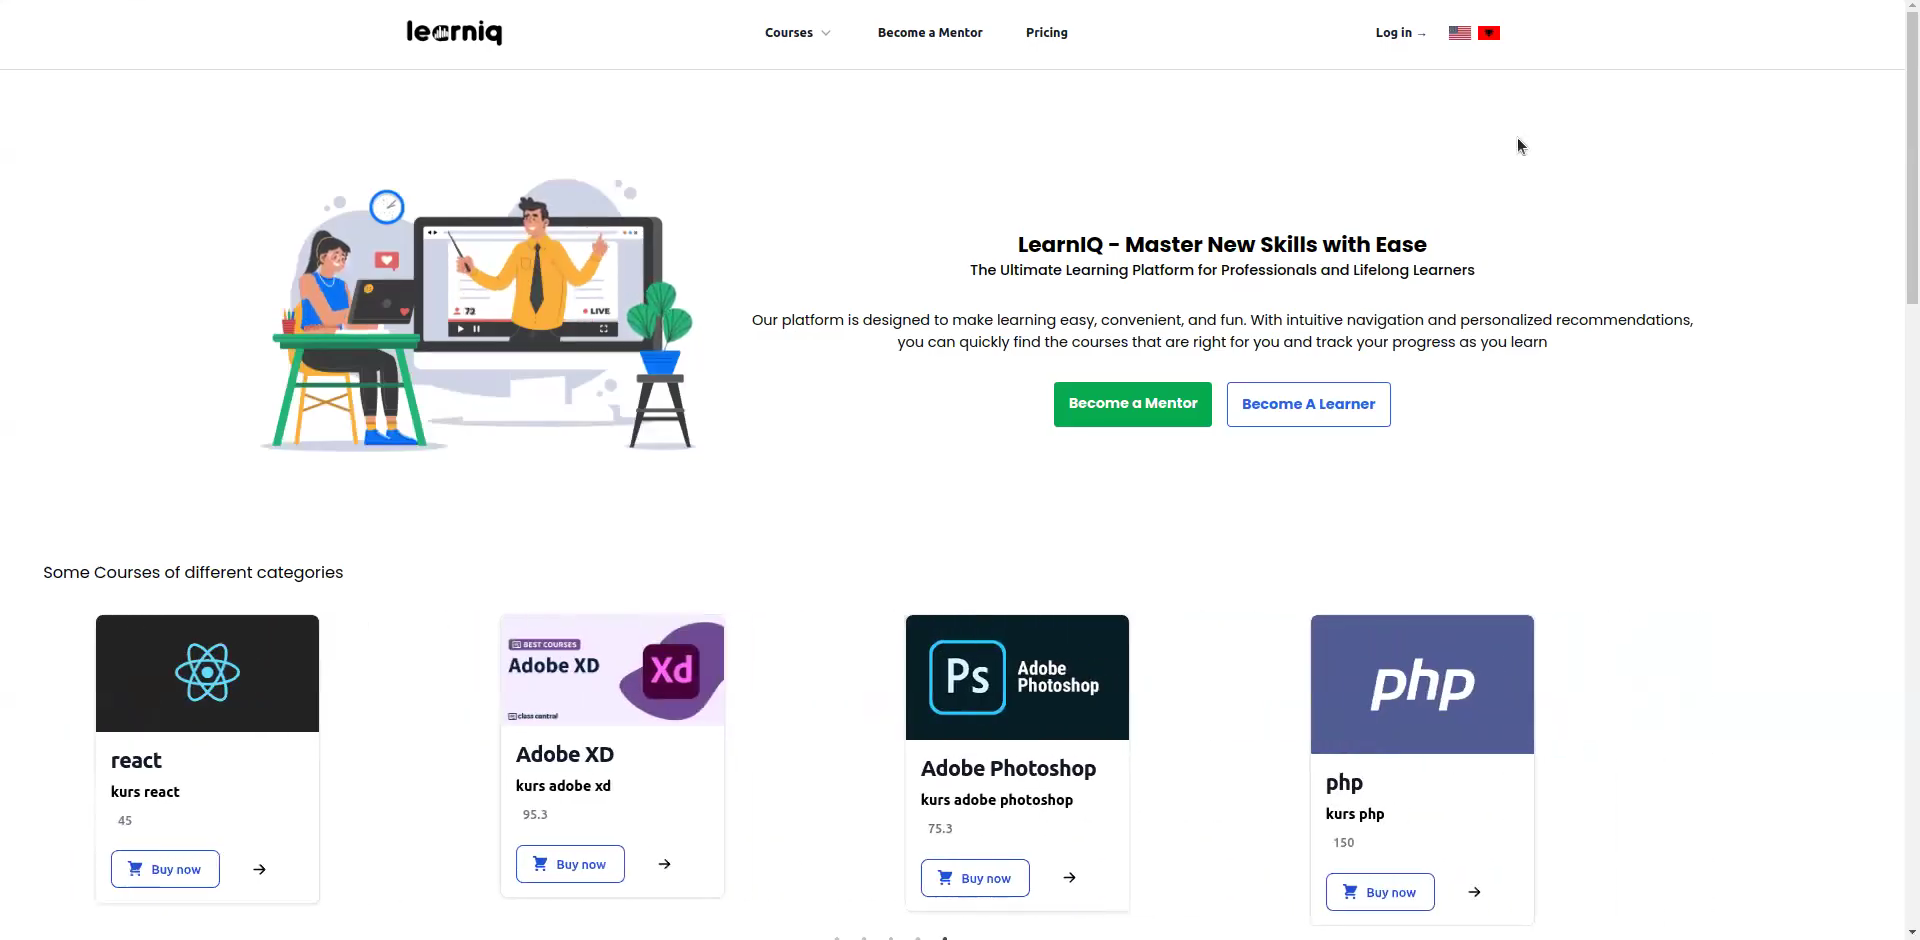 learniq
Courses
Become a Mentor
Pricing
Log in →
72
LIVE
LearnIQ - Master New Skills with Ease
The Ultimate Learning Platform for Professionals and Lifelong Learners
Our platform is designed to make learning easy, convenient, and fun. With intuitive navigation and personalized recommendations,
you can quickly find the courses that are right for you and track your progress as you learn
Become a Mentor
Become A Learner
Some Courses of different categories
react
kurs react
45
Buy now
BEST COURSES
Adobe XD
Xd
class central
Adobe XD
kurs adobe xd
95.3
Buy now
Ps
Adobe
Photoshop
Adobe Photoshop
kurs adobe photoshop
75.3
Buy now
php
php
kurs php
150
Buy now